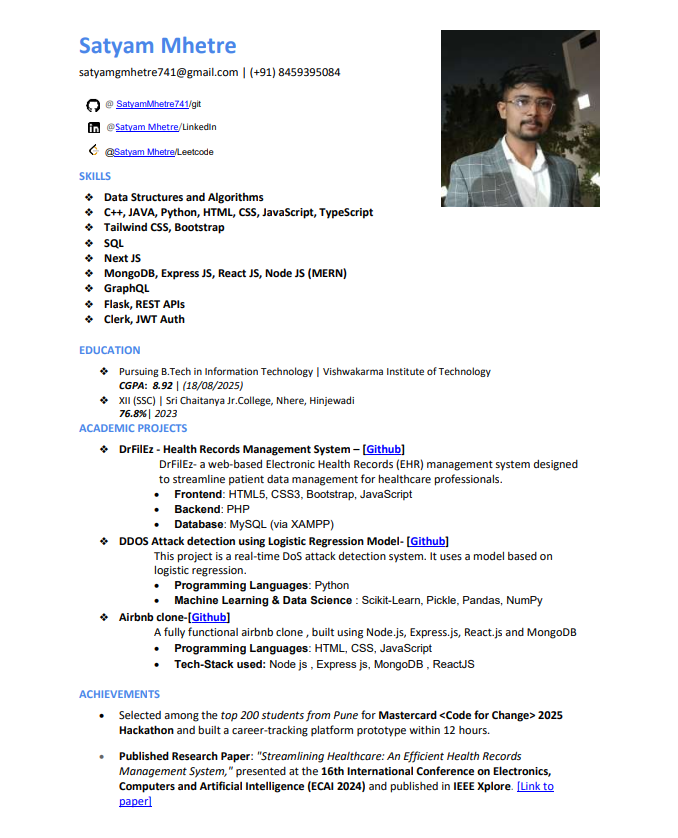 Satyam Mhetre
satyamgmhetre741@gmail.com | (+91) 8459395084
@ SatyamMhetre741/git
@Satyam Mhetre/LinkedIn
@Satyam Mhetre/Leetcode
SKILLS
❖ Data Structures and Algorithms
❖ C++, JAVA, Python, HTML, CSS, JavaScript, TypeScript
❖ Tailwind CSS, Bootstrap
❖ SQL
❖ Next JS
❖ MongoDB, Express JS, React JS, Node JS (MERN)
❖ GraphQL
❖ Flask, REST APIs
❖ Clerk, JWT Auth
EDUCATION
❖ Pursuing B.Tech in Information Technology | Vishwakarma Institute of Technology
CGPA: 8.92 | (18/08/2025)
❖ XII (SSC) | Sri Chaitanya Jr.College, Nhere, Hinjewadi
76.8%| 2023
ACADEMIC PROJECTS
❖ DrFilEz - Health Records Management System – [Github]
DrFilEz- a web-based Electronic Health Records (EHR) management system designed
to streamline patient data management for healthcare professionals.
• Frontend: HTML5, CSS3, Bootstrap, JavaScript
• Backend: PHP
• Database: MySQL (via XAMPP)
❖ DDOS Attack detection using Logistic Regression Model- [Github]
This project is a real-time DoS attack detection system. It uses a model based on
logistic regression.
• Programming Languages: Python
• Machine Learning & Data Science : Scikit-Learn, Pickle, Pandas, NumPy
❖ Airbnb clone-[Github]
A fully functional airbnb clone , built using Node.js, Express.js, React.js and MongoDB
• Programming Languages: HTML, CSS, JavaScript
• Tech-Stack used: Node js , Express js, MongoDB , ReactJS
ACHIEVEMENTS
• Selected among the top 200 students from Pune for Mastercard <Code for Change> 2025
Hackathon and built a career-tracking platform prototype within 12 hours.
• Published Research Paper: "Streamlining Healthcare: An Efficient Health Records
Management System," presented at the 16th International Conference on Electronics,
Computers and Artificial Intelligence (ECAI 2024) and published in IEEE Xplore. [Link to
paper]